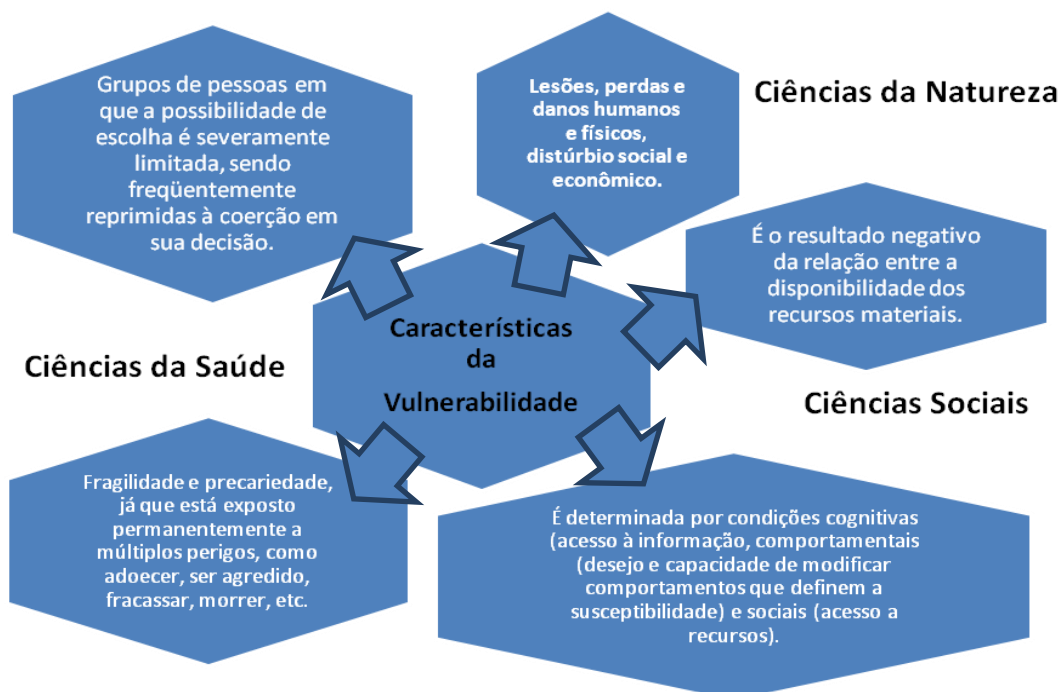 Grupos de pessoas em
que a possibilidade de
escolha é severamente
limitada, sendo
freqüentemente
reprimidas à coerção em
sua decisão.
Lesões, perdas e
danos humanos
e físicos,
distúrbio social e
econômico.
Ciências da Natureza
É o resultado negativo
da relação entre a
disponibilidade dos
recursos materiais.
Características
da
Vulnerabilidade
Ciências da Saúde
Ciências Sociais
Fragilidade e precariedade,
já que está exposto
permanentemente a
múltiplos perigos, como
adoecer, ser agredido,
fracassar, morrer, etc.
É determinada por condições cognitivas
(acesso à informação, comportamentais
(desejo e capacidade de modificar
comportamentos que definem a
susceptibilidade) e sociais (acesso a
recursos).